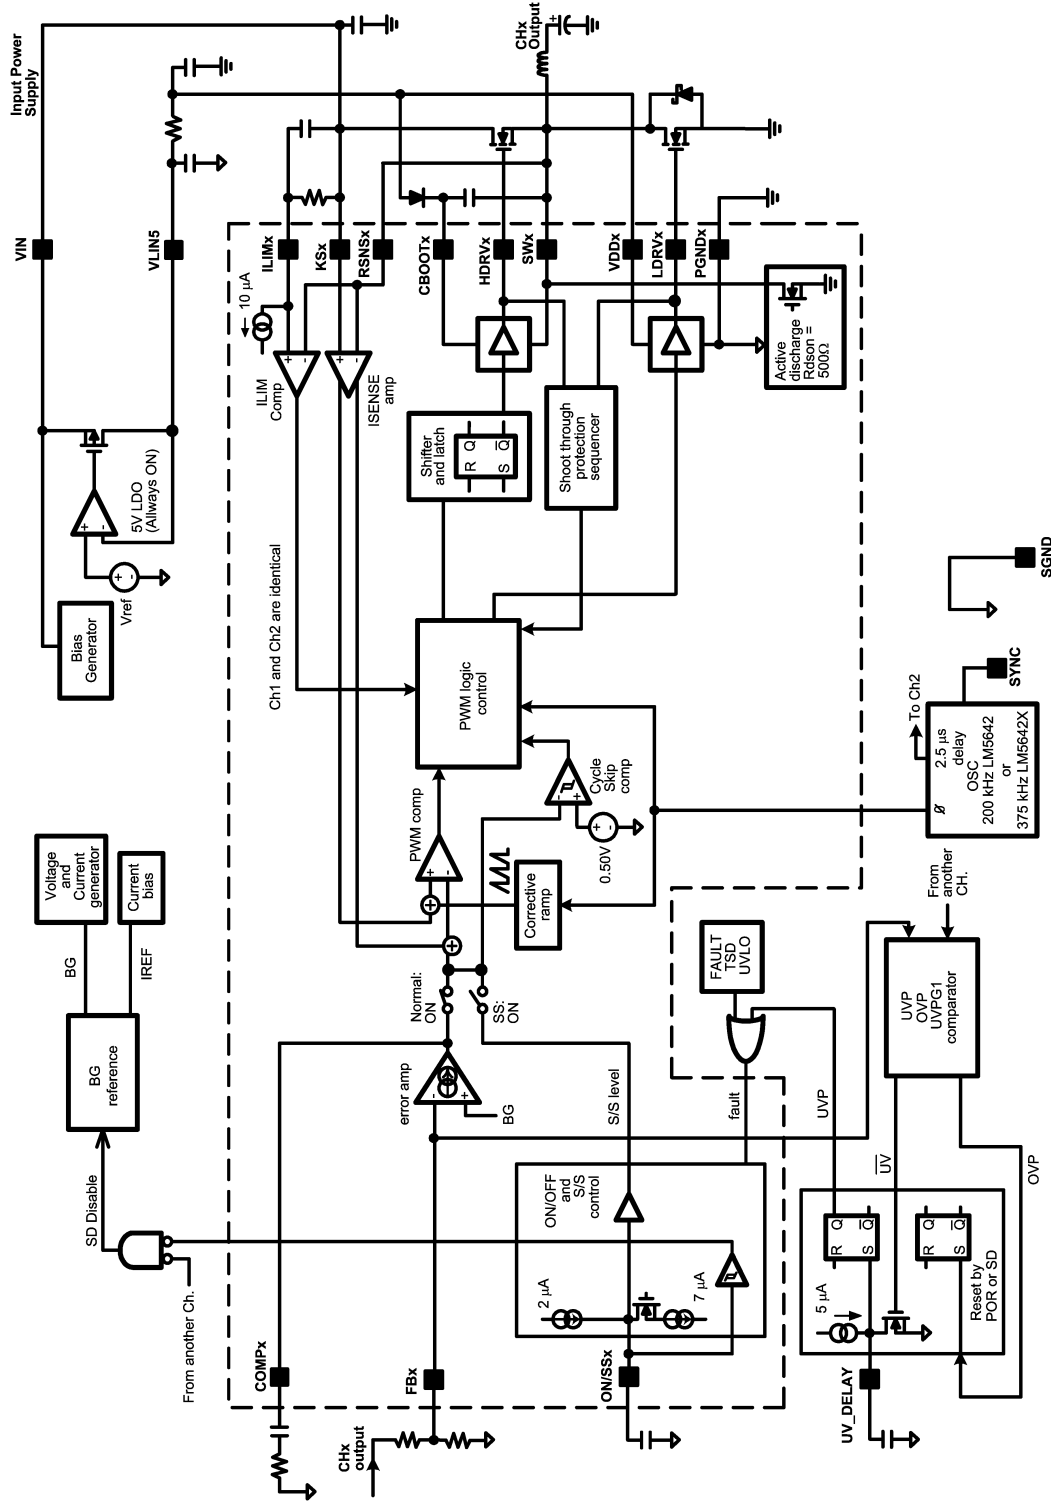 Input Power
Supply
VIN
VLIN5
5V LDO
(Allways ON)
+
-
Vref
+
-
Bias
Generator
Voltage
and
Current
generator
Current
bias
BG
IREF
BG
reference
SD Disable
From another Ch.
CHx
Output
+
ILIMx
KSx
RSNSx
CBOOTx
HDRVx
SWx
VDDx
LDRVx
PGNDx
10 µA
+
-
ILIM
Comp
+
-
ISENSE
amp
Shifter
and latch
R Q
S Q
Shoot through
protection
sequencer
Active
discharge
Rdson =
500Ω
Ch1 and Ch2 are identical
PWM logic
control
PWM comp
+
-
Cycle
Skip
comp
-
+
0.50V
+
-
Corrective
ramp
Normal:
ON
SS:
ON
error amp
-
+
BG
S/S level
fault
FAULT
TSD
UVLO
ON/OFF
and
S/S
control
2 µA
7 µA
COMPx
FBx
ON/SSx
CHx
output
SGND
SYNC
To Ch2
2.5 µs
delay
OSC
200 kHz LM5642
or
375 kHz LM5642X
Ø
From
another
CH.
UVP
OVP
UVPG1
comparator
UVP
UV
OVP
R Q
S Q
R Q
S Q
5 µA
Reset by
POR or SD
UV_DELAY